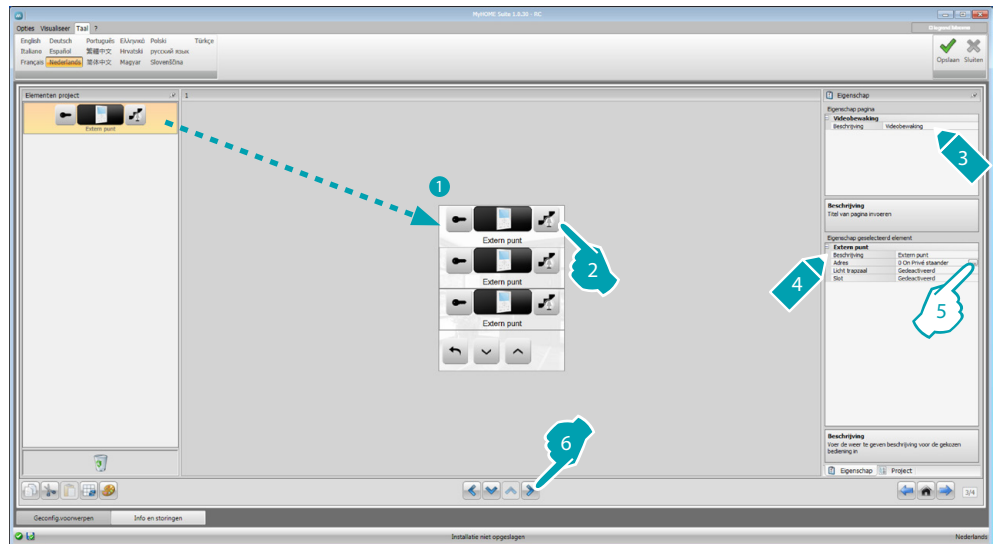 MyHOME Suite 1.0.30 - RC
Opties Visualiseer Taal ?
English Deutsch Português Ελληνικά Polski Türkçe
Italiano Español 繁體中文 Hrvatski русский язык
Français Nederlands 简体中文 Magyar Slovenščina
Opslaan Sluiten
Elementen project
1
Eigenschap
Extern punt
Eigenschap pagina
Videobewaking
Beschrijving Videobewaking
3
1
Beschrijving
Titel van pagina invoeren
Extern punt
2
Extern punt
Extern punt
Eigenschap geselecteerd element
Extern punt
Beschrijving Extern punt
Adres 0 On Privé staander
Licht trapzaal Gedeactiveerd
Slot Gedeactiveerd
4
5
6
Beschrijving
Voer de weer te geven beschrijving voor de gekozen
bediening in
Eigenschap Project
3/4
Geconfig.voorwerpen Info en storingen
Installatie niet opgeslagen
Nederlands